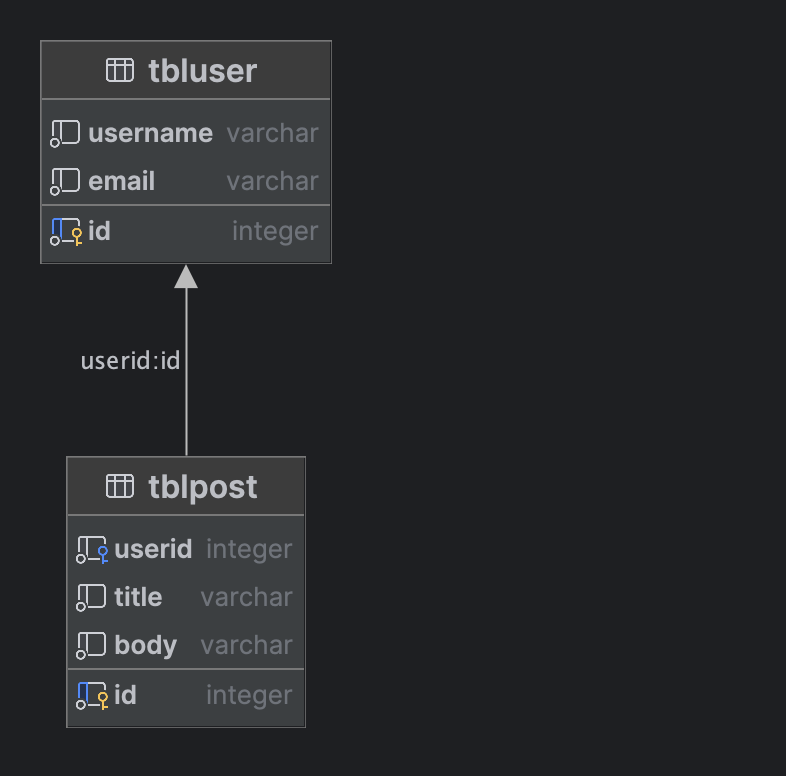 tbluser
username varchar
email varchar
id integer
userid:id
tblpost
userid integer
title varchar
body varchar
id integer